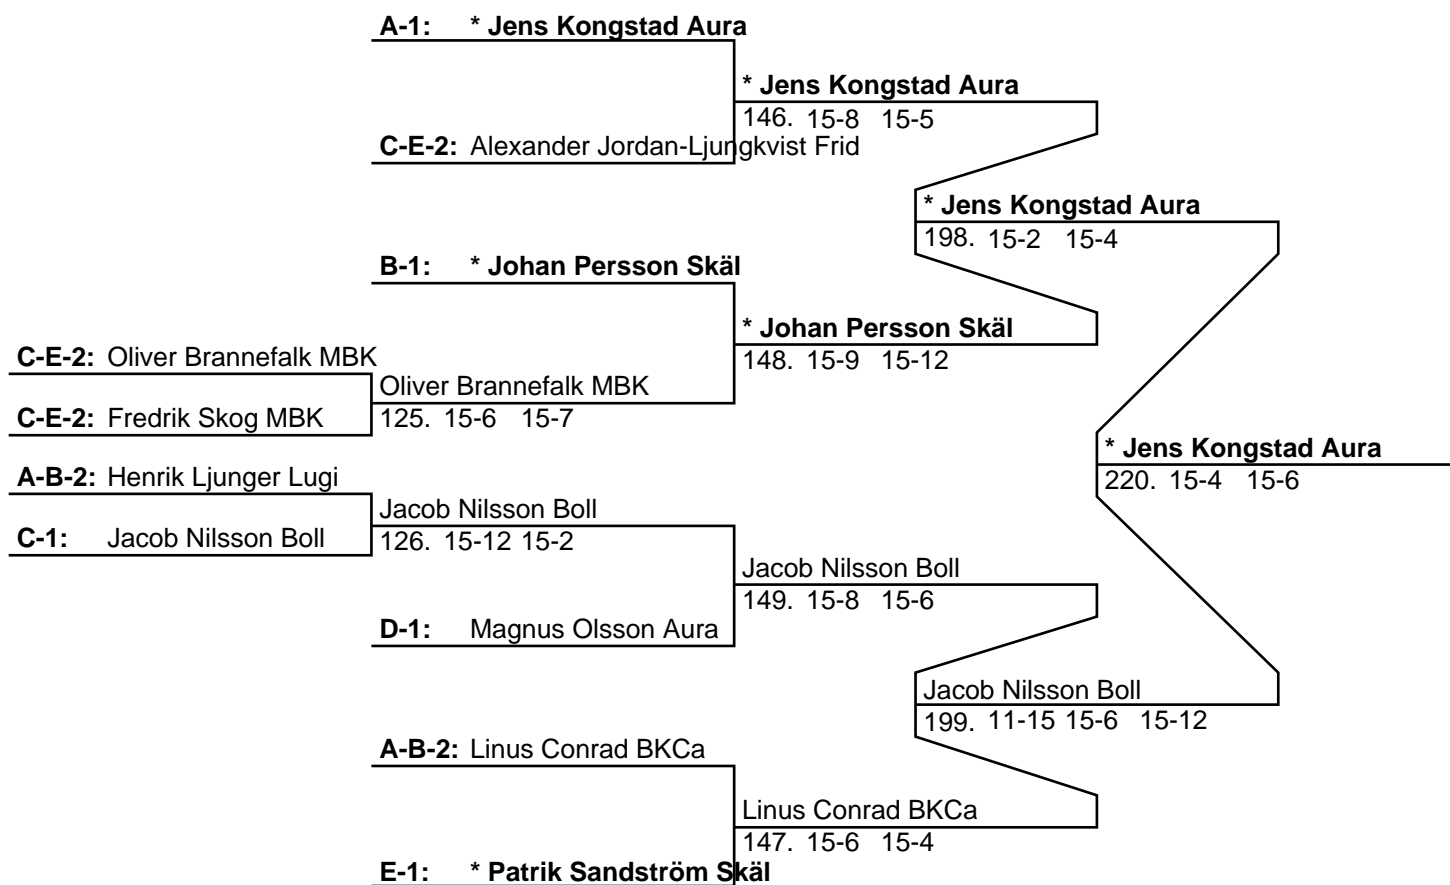 A-1: * Jens Kongstad Aura
* Jens Kongstad Aura
146. 15-8 15-5
C-E-2: Alexander Jordan-Ljungkvist Frid
* Jens Kongstad Aura
198. 15-2 15-4
B-1: * Johan Persson Skäl
* Johan Persson Skäl
148. 15-9 15-12
C-E-2: Oliver Brannefalk MBK
Oliver Brannefalk MBK
125. 15-6 15-7
C-E-2: Fredrik Skog MBK
* Jens Kongstad Aura
220. 15-4 15-6
A-B-2: Henrik Ljunger Lugi
Jacob Nilsson Boll
126. 15-12 15-2
C-1: Jacob Nilsson Boll
Jacob Nilsson Boll
149. 15-8 15-6
D-1: Magnus Olsson Aura
Jacob Nilsson Boll
199. 11-15 15-6 15-12
A-B-2: Linus Conrad BKCa
Linus Conrad BKCa
147. 15-6 15-4
E-1: * Patrik Sandström Skäl